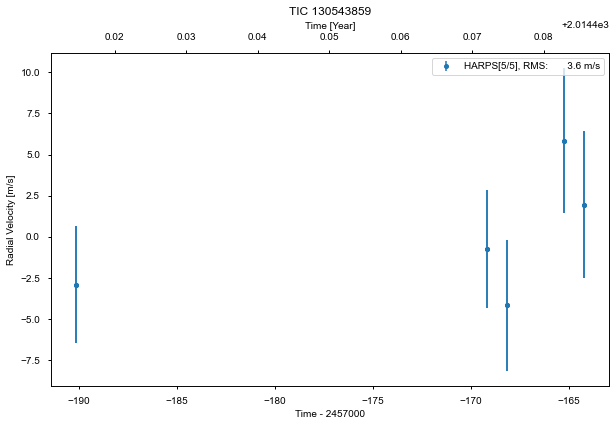 TIC 130543859
Time [Year]
+2.0144e3
0.02 0.03 0.04 0.05 0.06 0.07 0.08
HARPS[5/5], RMS: 3.6 m/s
10.0
7.5
5.0
2.5
0.0
−2.5
−5.0
−7.5
Radial Velocity [m/s]
−190 −185 −180 −175 −170 −165
Time - 2457000